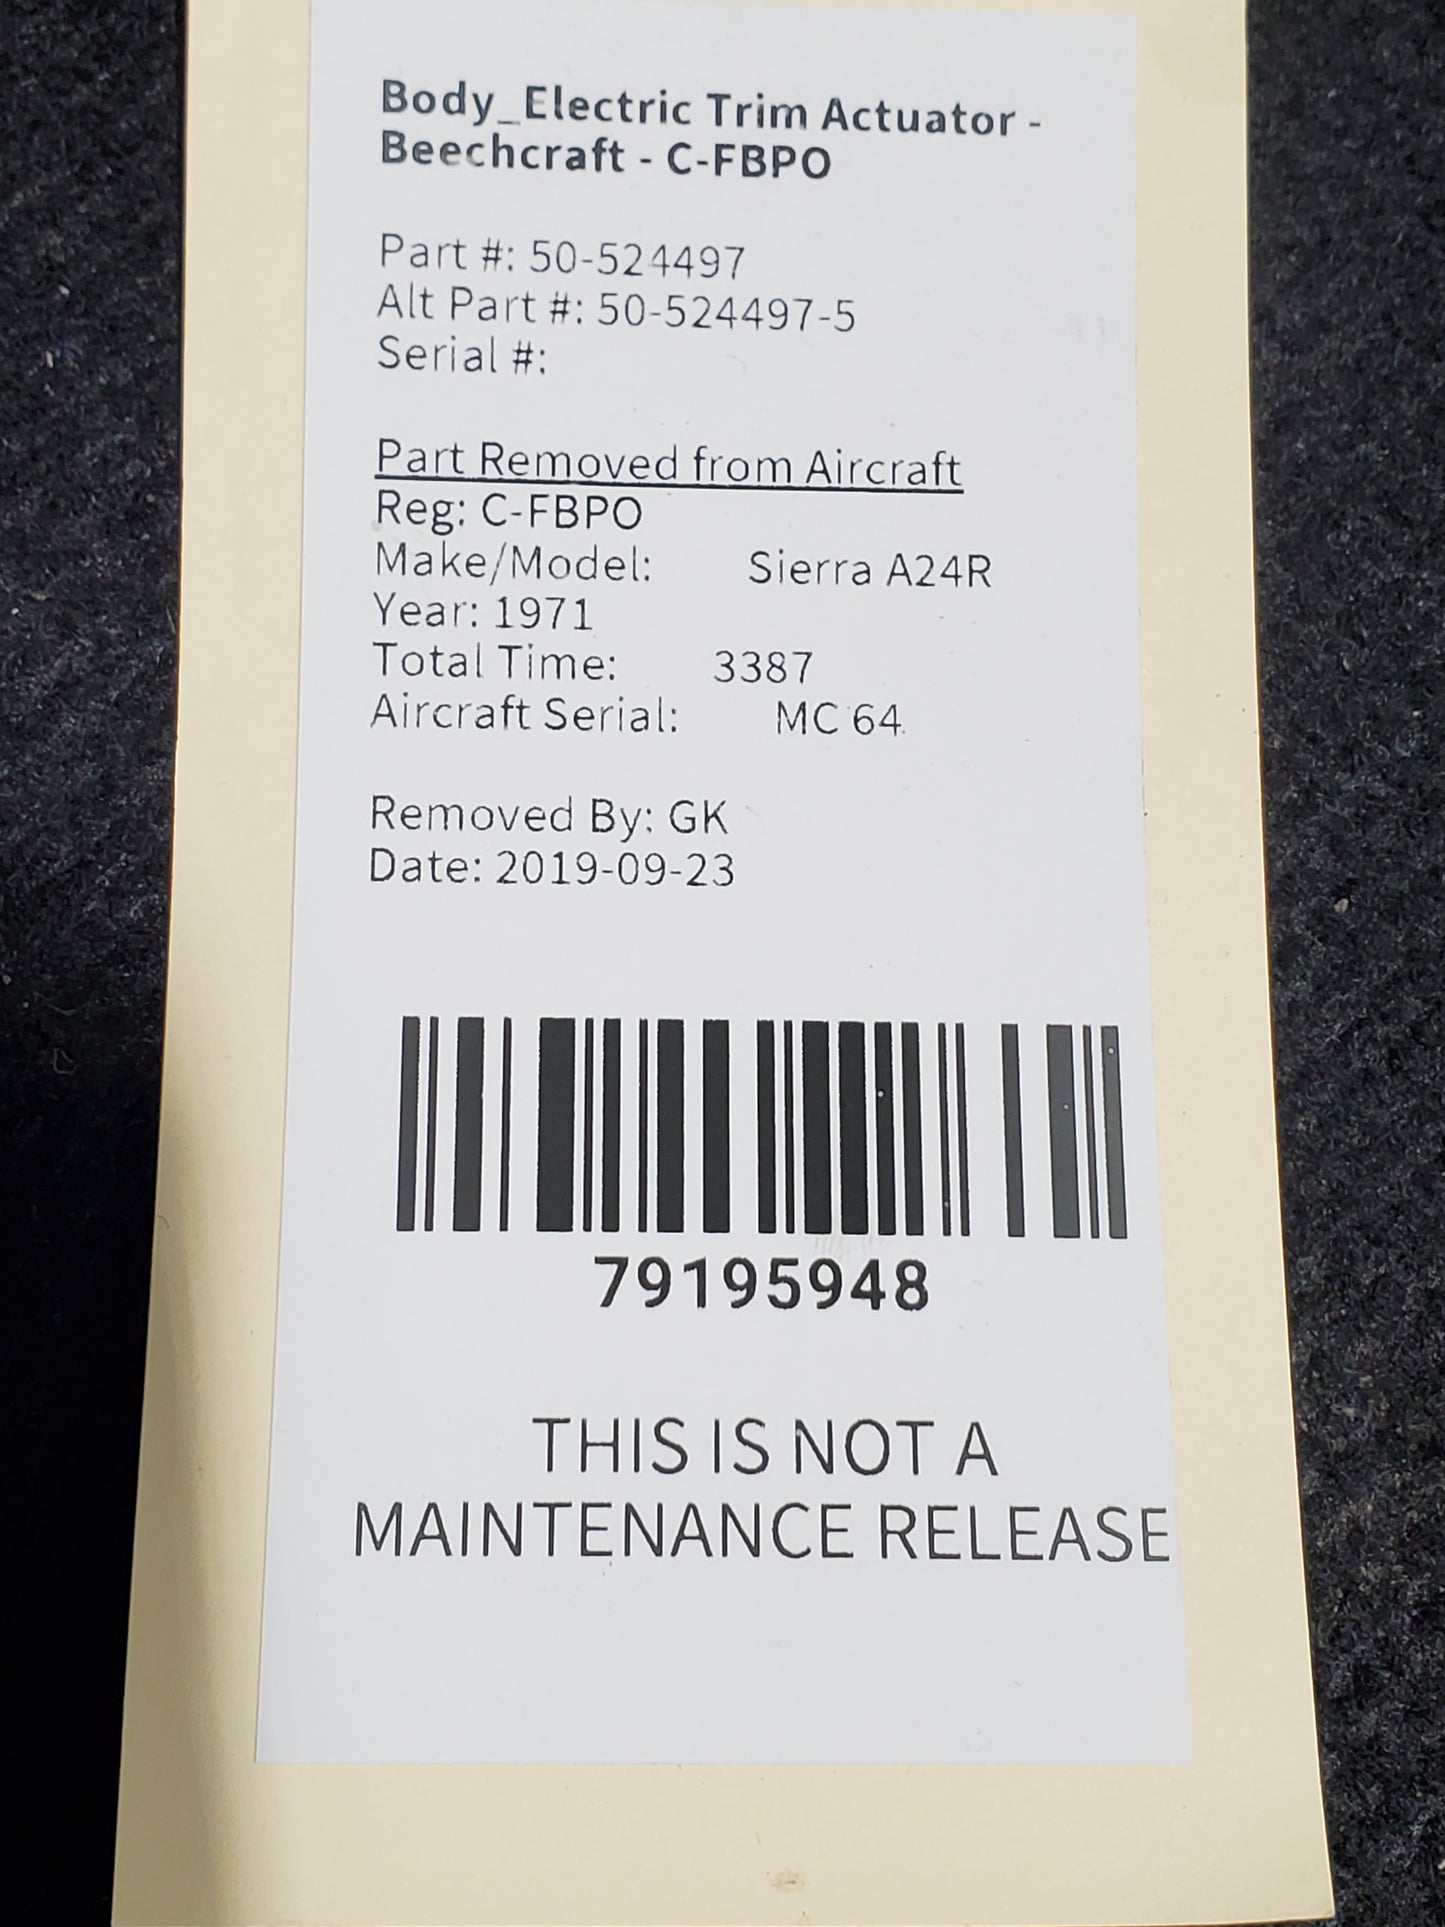 Body_Electric Trim Actuator -
Beechcraft - C-FBPO
Part #: 50-524497
Alt Part #: 50-524497-5
Serial #:
Part Removed from Aircraft
Reg: C-FBPO
Make/Model: Sierra A24R
Year: 1971
Total Time: 3387
Aircraft Serial: MC 64
Removed By: GK
Date: 2019-09-23
79195948
THIS IS NOT A
MAINTENANCE RELEASE